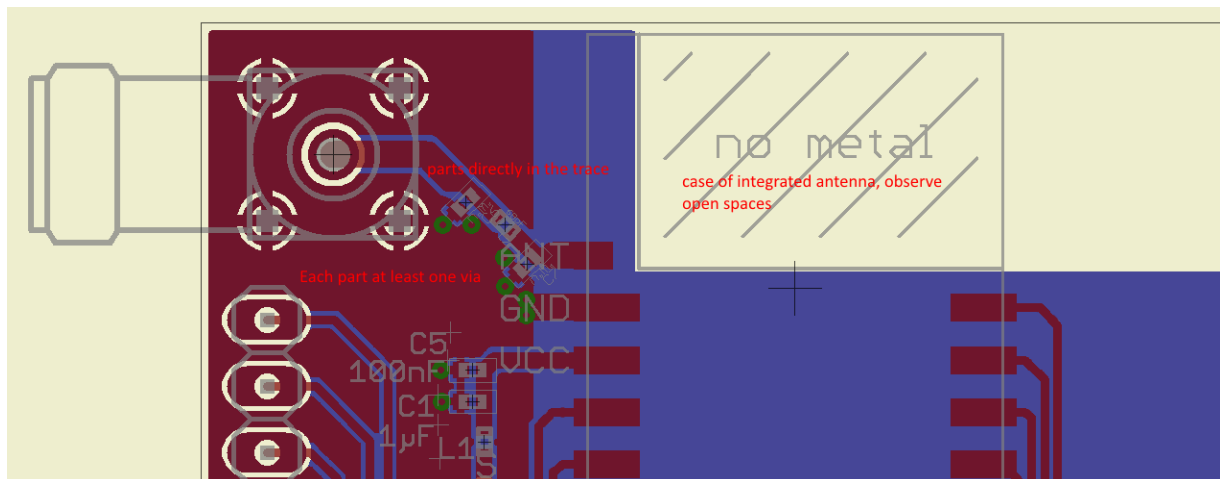 no metal
parts directly in the trace
case of integrated antenna, observe
open spaces
ANT
Each part at least one via
GND
C5
VCC
100nF
C1
1µF
L1